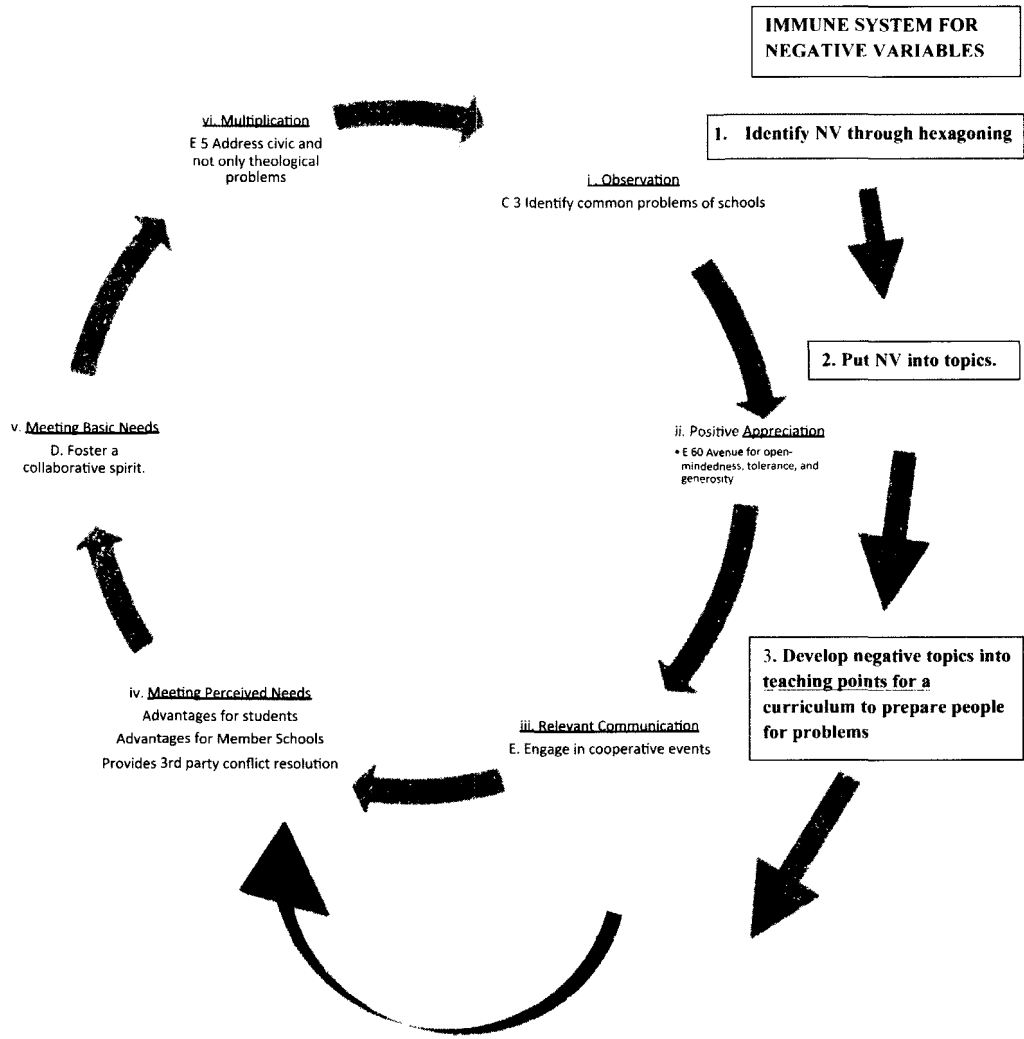 IMMUNE SYSTEM FOR
NEGATIVE VARIABLES
1. Identify NV through hexagoning
2. Put NV into topics.
3. Develop negative topics into
teaching points for a
curriculum to prepare people
for problems
i . Observation
C 3 Identify common problems of schools
ii. Positive Appreciation
• E 60 Avenue for open-
mindedness, tolerance, and
generosity
iii. Relevant Communication
E. Engage in cooperative events
iv. Meeting Perceived Needs
Advantages for students
Advantages for Member Schools
Provides 3rd party conflict resolution
v. Meeting Basic Needs
D. Foster a
collaborative spirit.
vi. Multiplication
E 5 Address civic and
not only theological
problems